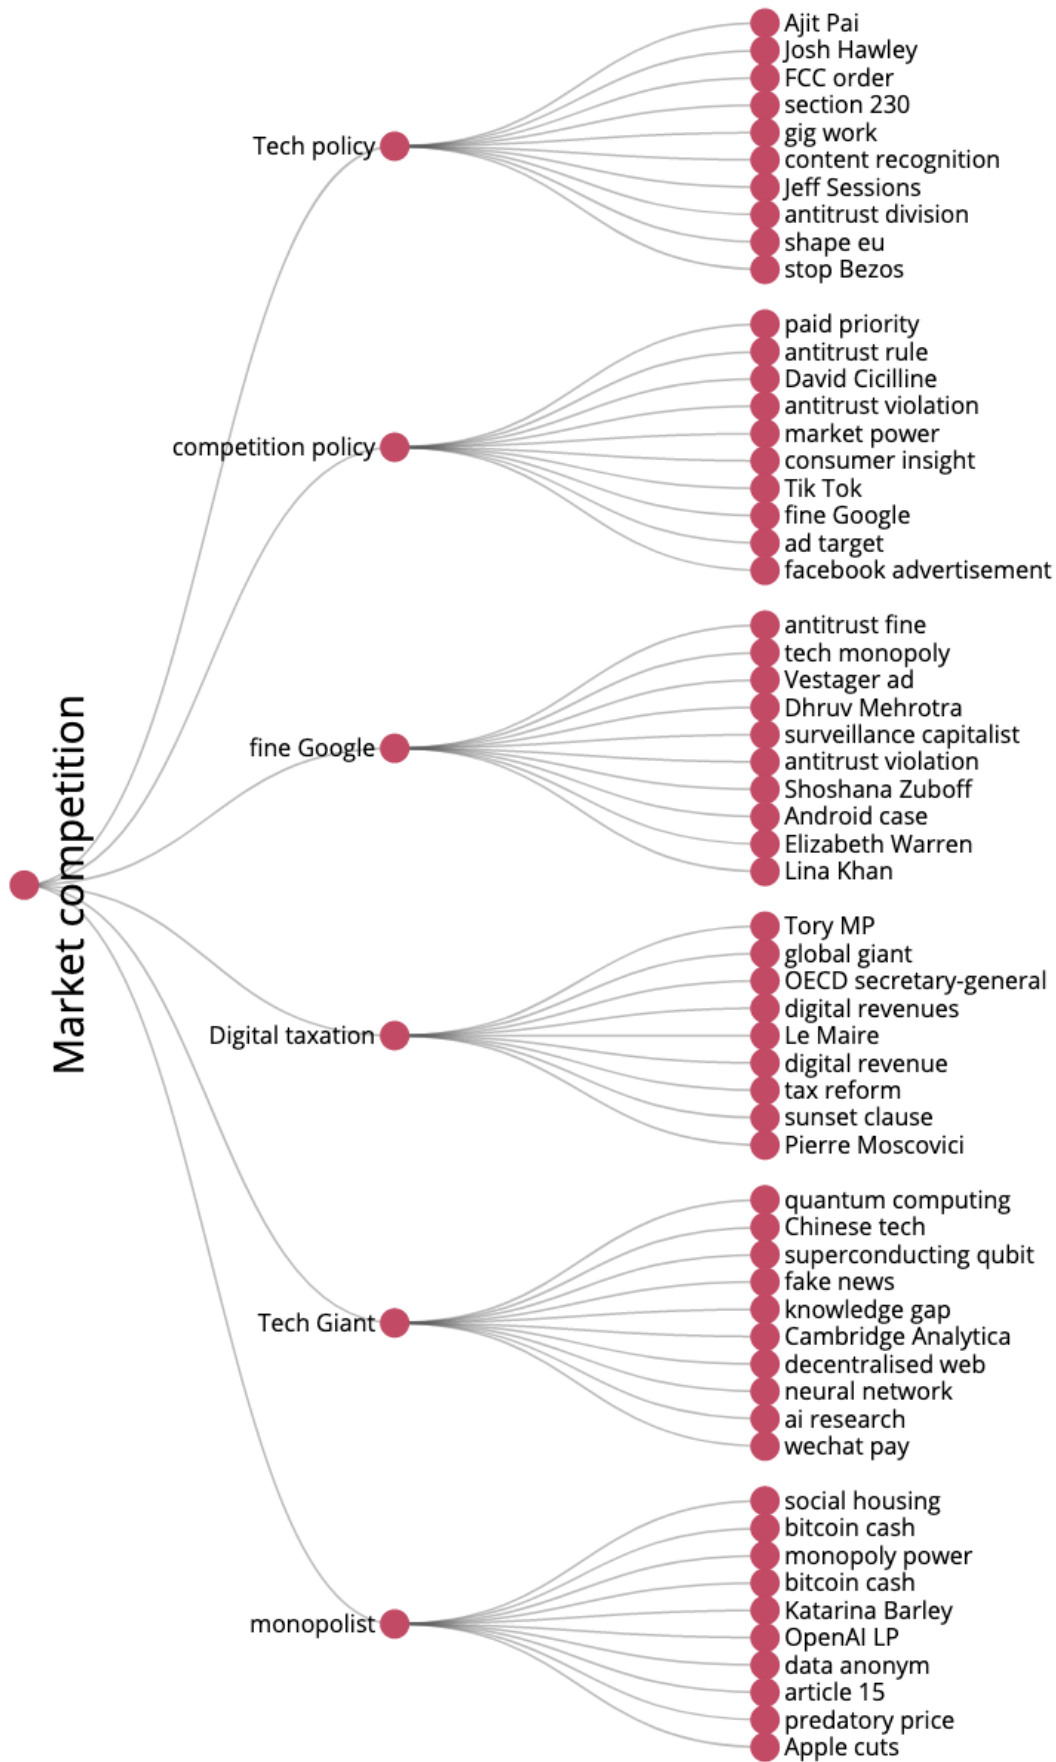 Market competition
Tech policy
Ajit Pai
Josh Hawley
FCC order
section 230
gig work
content recognition
Jeff Sessions
antitrust division
shape eu
stop Bezos
competition policy
paid priority
antitrust rule
David Cicilline
antitrust violation
market power
consumer insight
Tik Tok
fine Google
ad target
facebook advertisement
fine Google
antitrust fine
tech monopoly
Vestager ad
Dhruv Mehrotra
surveillance capitalist
antitrust violation
Shoshana Zuboff
Android case
Elizabeth Warren
Lina Khan
Digital taxation
Tory MP
global giant
OECD secretary-general
digital revenues
Le Maire
digital revenue
tax reform
sunset clause
Pierre Moscovici
Tech Giant
quantum computing
Chinese tech
superconducting qubit
fake news
knowledge gap
Cambridge Analytica
decentralised web
neural network
ai research
wechat pay
monopolist
social housing
bitcoin cash
monopoly power
bitcoin cash
Katarina Barley
OpenAI LP
data anonym
article 15
predatory price
Apple cuts